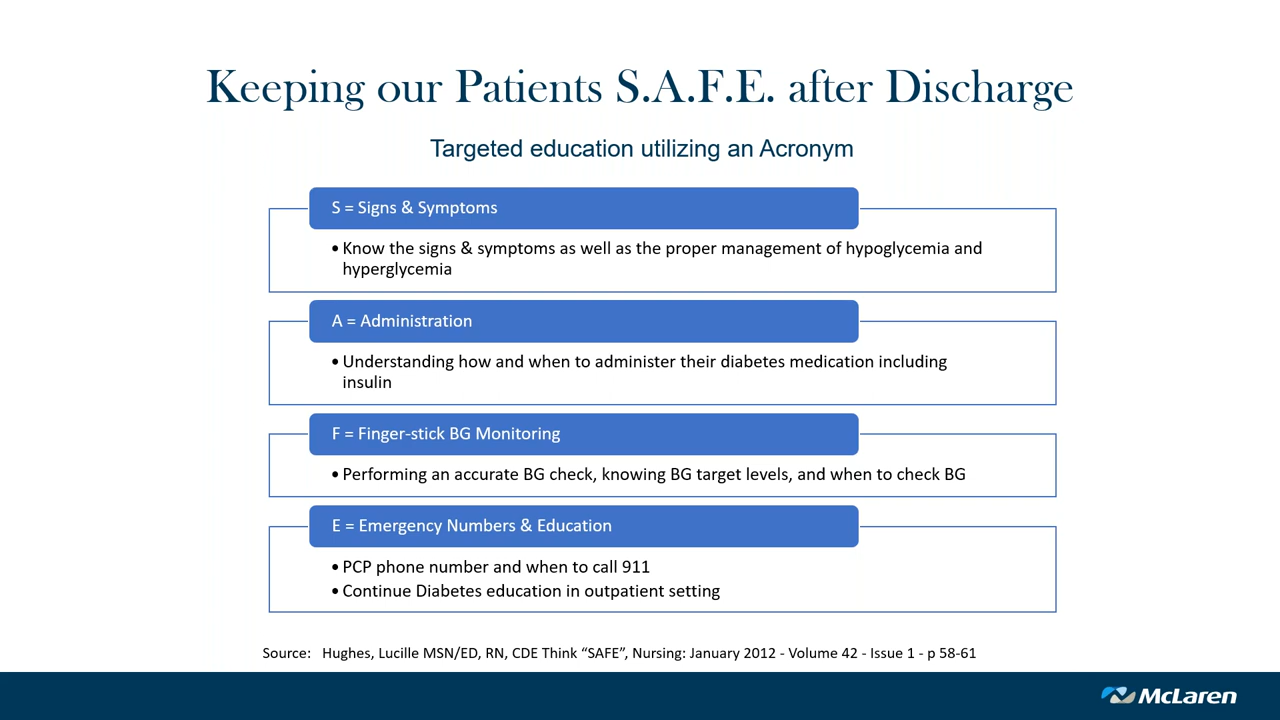 Keeping our Patients S.A.F.E. after Discharge
Targeted education utilizing an Acronym
S = Signs & Symptoms
• Know the signs & symptoms as well as the proper management of hypoglycemia and
hyperglycemia
A = Administration
• Understanding how and when to administer their diabetes medication including
insulin
F = Finger-stick BG Monitoring
• Performing an accurate BG check, knowing BG target levels, and when to check BG
E = Emergency Numbers & Education
• PCP phone number and when to call 911
• Continue Diabetes education in outpatient setting
Source: Hughes, Lucille MSN/ED, RN, CDE Think “SAFE”, Nursing: January 2012 - Volume 42 - Issue 1 - p 58-61
McLaren